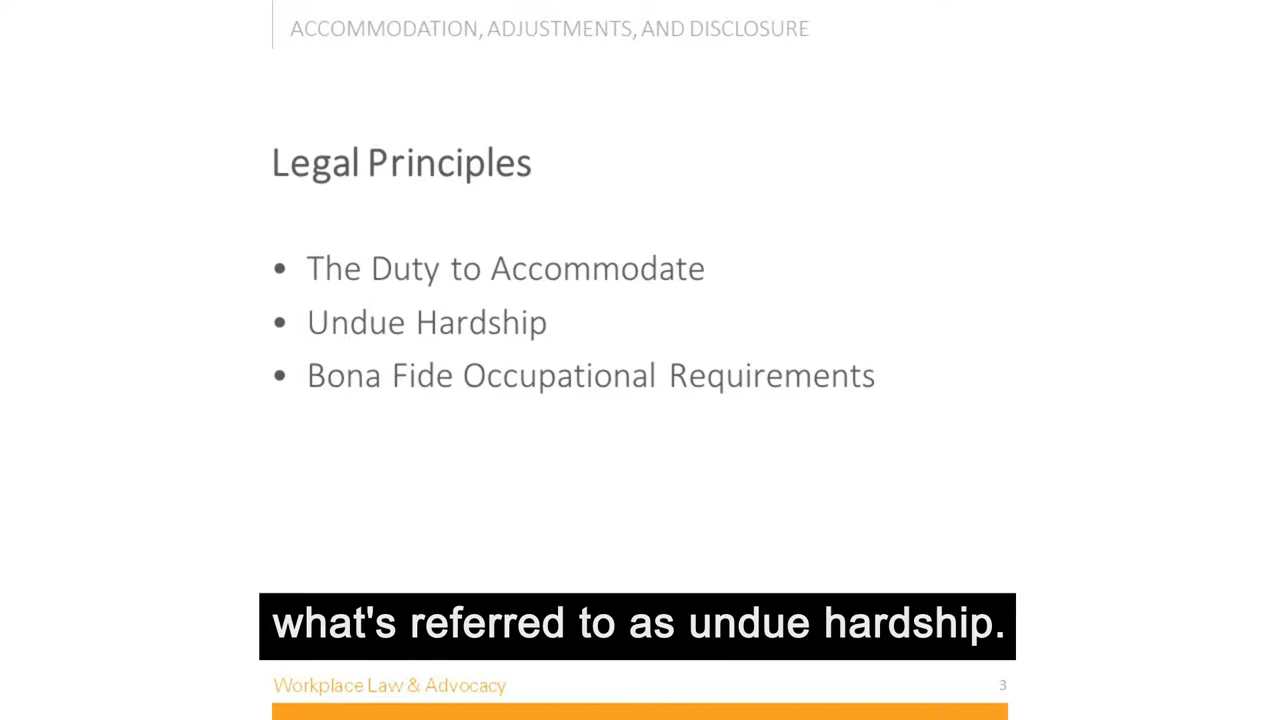 ACCOMMODATION, ADJUSTMENTS, AND DISCLOSURE
Legal Principles
• The Duty to Accommodate
• Undue Hardship
• Bona Fide Occupational Requirements
what's referred to as undue hardship.
Workplace Law & Advocacy
3